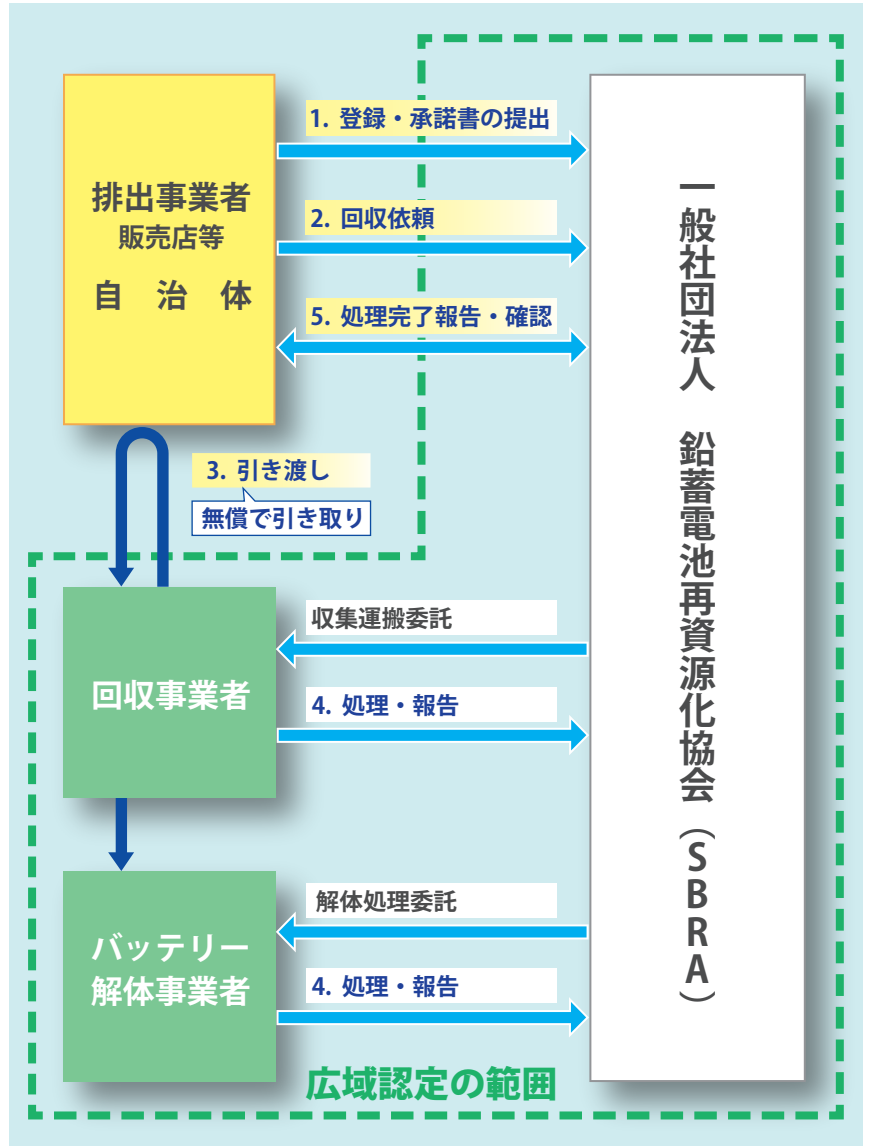 1. 登録・承諾書の提出
排出事業者
販売店等
自　治　体
2. 回収依頼
5. 処理完了報告・確認
一般社団法人　鉛蓄電池再資源化協会（SBRA）
3. 引き渡し
無償で引き取り
回収事業者
収集運搬委託
4. 処理・報告
バッテリー
解体事業者
解体処理委託
4. 処理・報告
広域認定の範囲